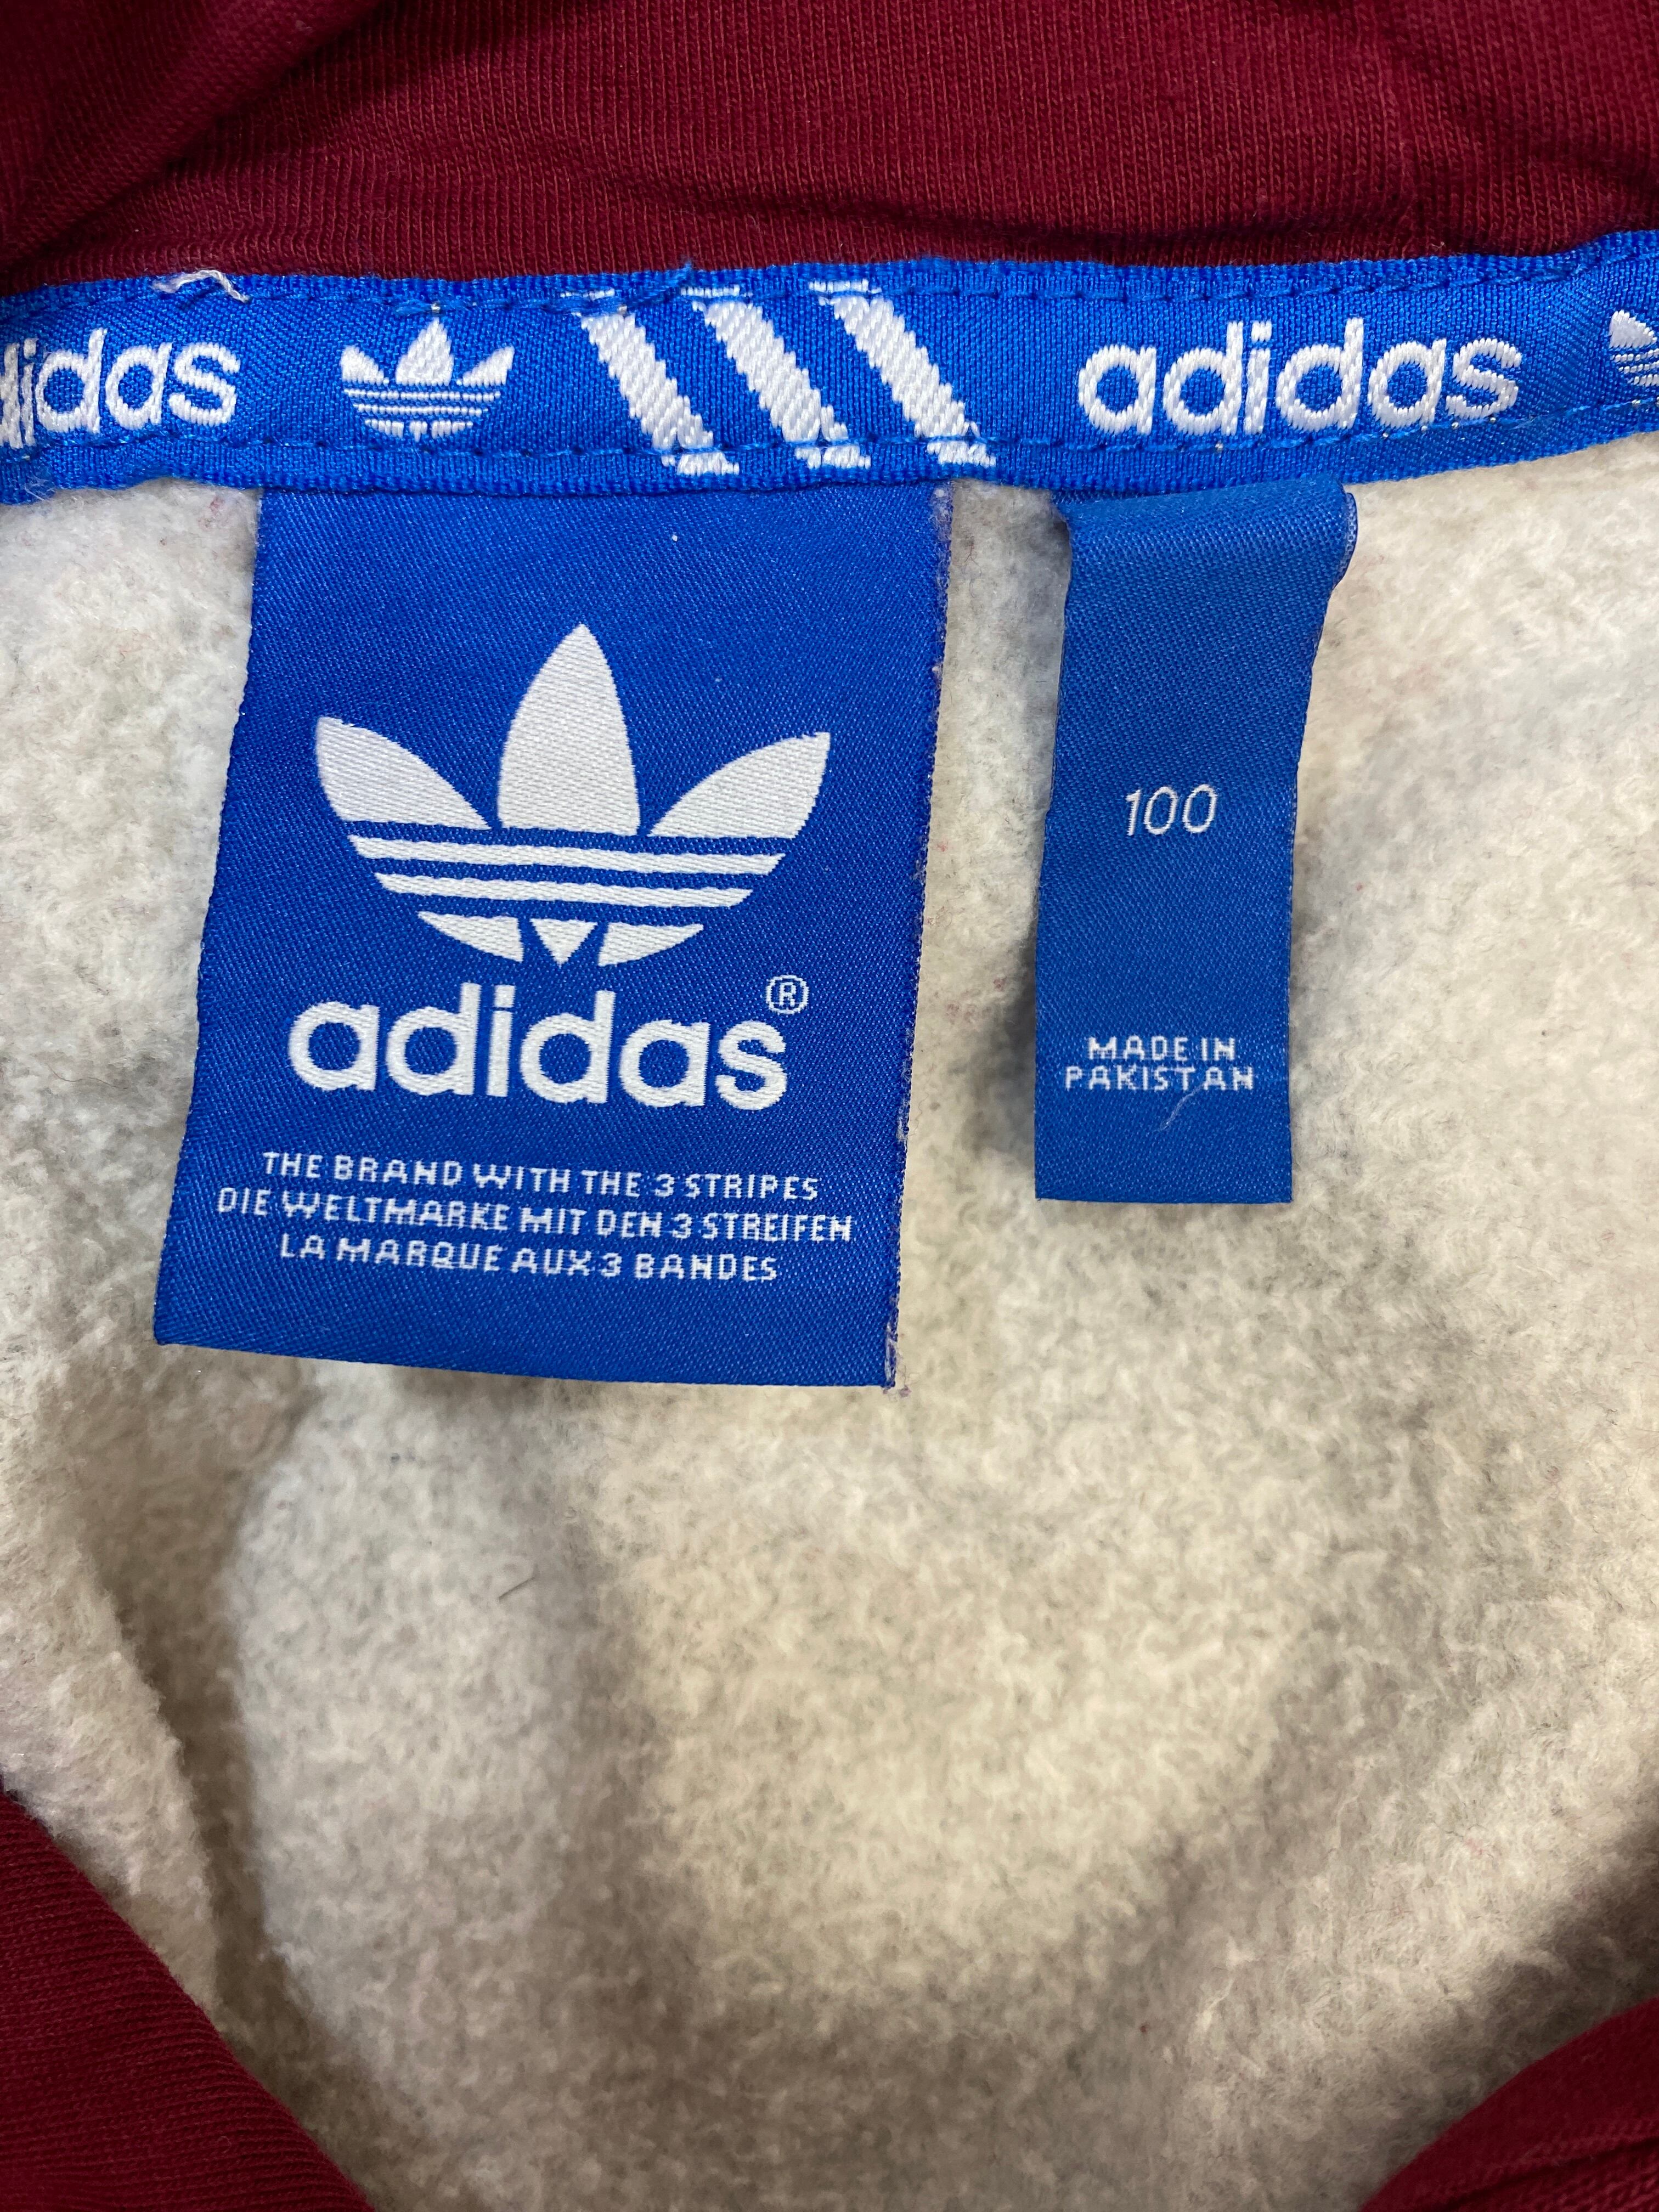 adidas
adidas
adidas®
THE BRAND WITH THE 3 STRIPES
DIE WELTMARKE MIT DEN 3 STREIFEN
LA MARQUE AUX 3 BANDES
100
MADE IN
PAKISTAN